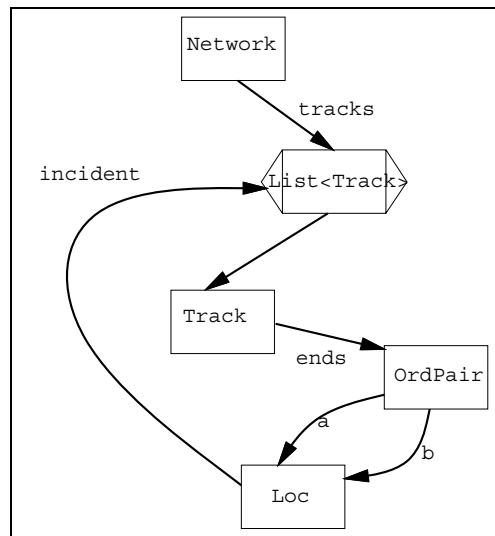 Network
tracks
incident
List<Track>
Track
ends
OrdPair
a
b
Loc